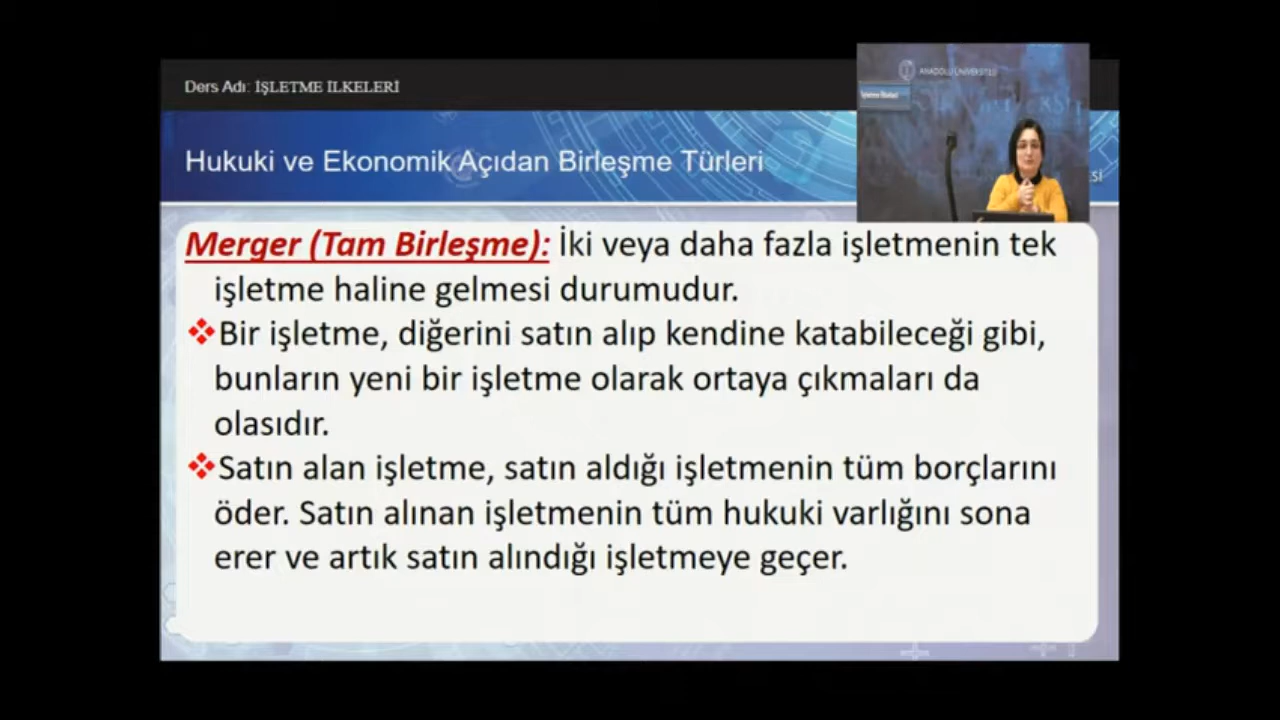 Ders Adı: İŞLETME İLKELERİ
ANADOLU ÜNİVERSİTESİ
İşletme İlkeleri
Hukuki ve Ekonomik Açıdan Birleşme Türleri
Merger (Tam Birleşme): İki veya daha fazla işletmenin tek
işletme haline gelmesi durumudur.
❖Bir işletme, diğerini satın alıp kendine katabileceği gibi,
bunların yeni bir işletme olarak ortaya çıkmaları da
olasıdır.
❖Satın alan işletme, satın aldığı işletmenin tüm borçlarını
öder. Satın alınan işletmenin tüm hukuki varlığını sona
erer ve artık satın alındığı işletmeye geçer.